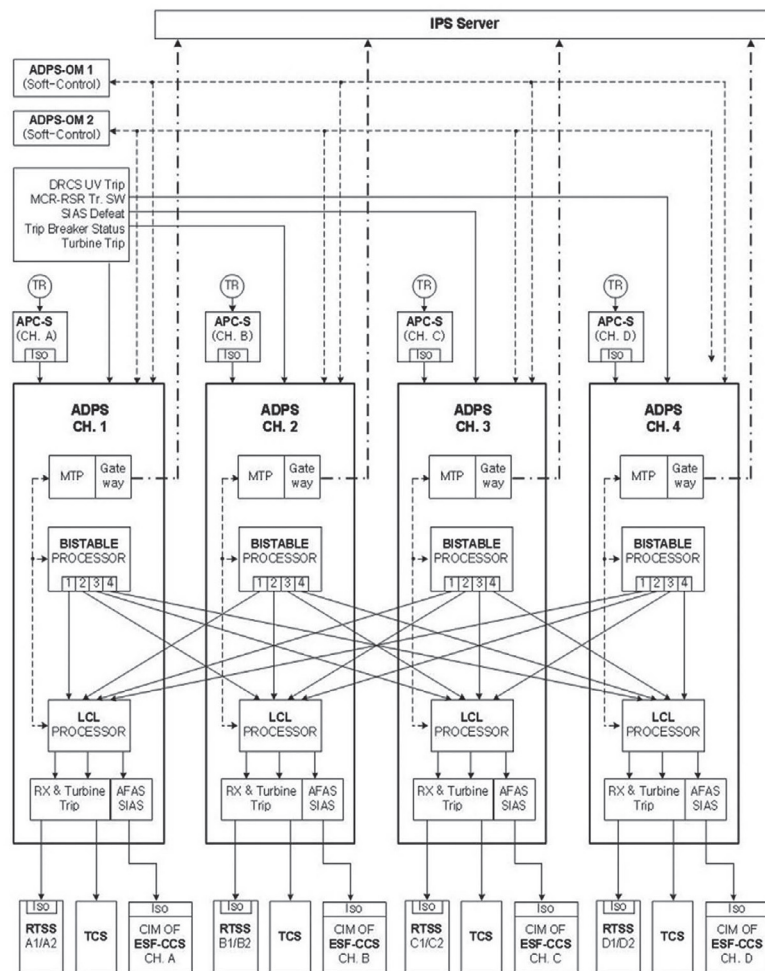 IPS Server
ADPS-OM 1
(Soft-Control)
ADPS-OM 2
(Soft-Control)
DRCS UV Trip
MCR-RSR Tr. SW
SIAS Defeat
Trip Breaker Status
Turbine Trip
TR
TR
TR
TR
APC-S
(CH. A)
Iso
APC-S
(CH. B)
Iso
APC-S
(CH. C)
Iso
APC-S
(CH. D)
Iso
ADPS
CH. 1
ADPS
CH. 2
ADPS
CH. 3
ADPS
CH. 4
MTP
Gate
way
MTP
Gate
way
MTP
Gate
way
MTP
Gate
way
BISTABLE
PROCESSOR
1 2 3 4
BISTABLE
PROCESSOR
1 2 3 4
BISTABLE
PROCESSOR
1 2 3 4
BISTABLE
PROCESSOR
1 2 3 4
LCL
PROCESSOR
LCL
PROCESSOR
LCL
PROCESSOR
LCL
PROCESSOR
RX & Turbine
Trip
AFAS
SIAS
RX & Turbine
Trip
AFAS
SIAS
RX & Turbine
Trip
AFAS
SIAS
RX & Turbine
Trip
AFAS
SIAS
Iso
RTSS
A1/A2
TCS
Iso
CIM OF
ESF-CCS
CH. A
Iso
RTSS
B1/B2
TCS
Iso
CIM OF
ESF-CCS
CH. B
Iso
RTSS
C1/C2
TCS
Iso
CIM OF
ESF-CCS
CH. C
Iso
RTSS
D1/D2
TCS
Iso
CIM OF
ESF-CCS
CH. D